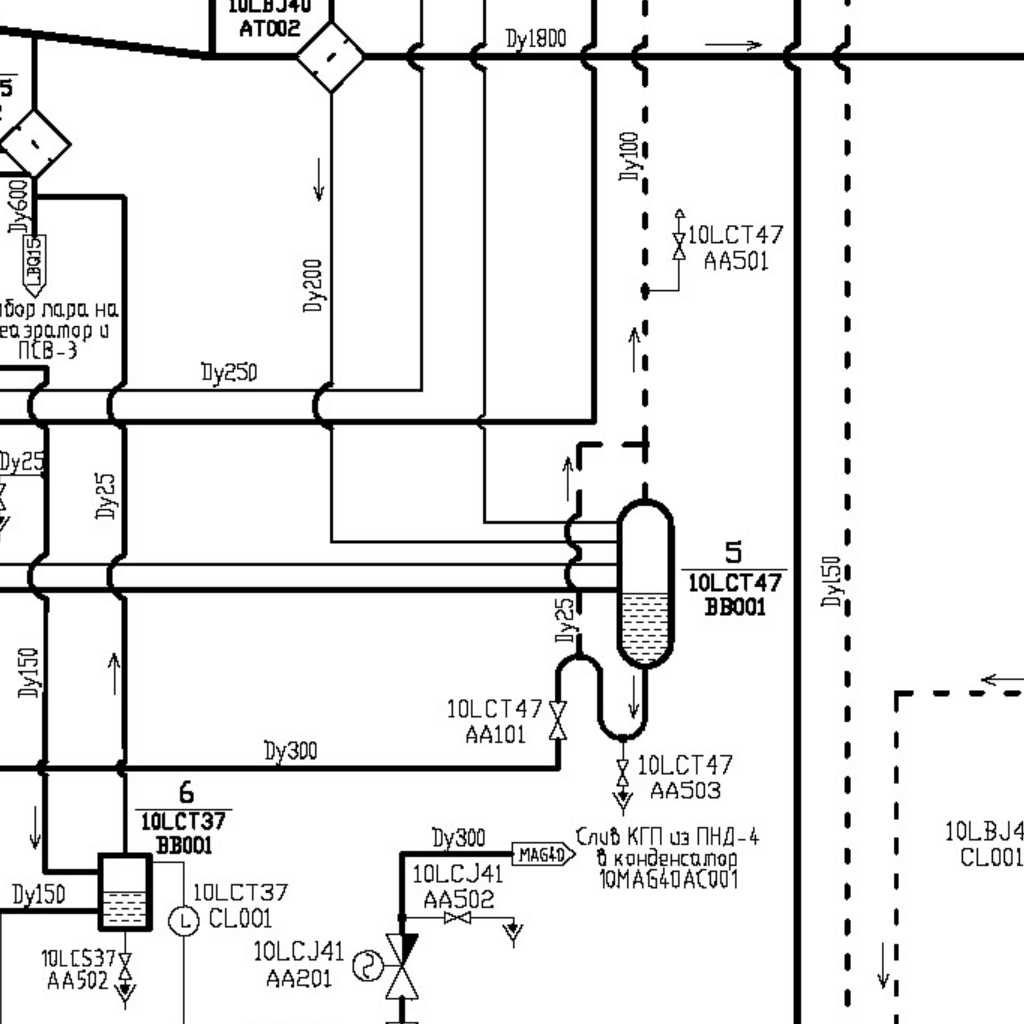 10LBJ40
AT002
Dy1800
5
Dy100
Dy600
LBQ15
10LCT47
AA501
Dy200
бор пара на
еаэратор и
ПСВ-3
Dy250
Dy25
Dy25
5
10LCT47
BB001
Dy150
Dy25
Dy150
10LCT47
AA101
Dy300
10LCT47
AA503
6
10LCT37
BB001
Dy300
MAG40
Слив КГП из ПНД-4
в конденсатор
10MAG40AC001
10LBJ4
CL001
10LCJ41
AA502
Dy150
10LCT37
CL001
L
10LCS37
AA502
10LCJ41
AA201